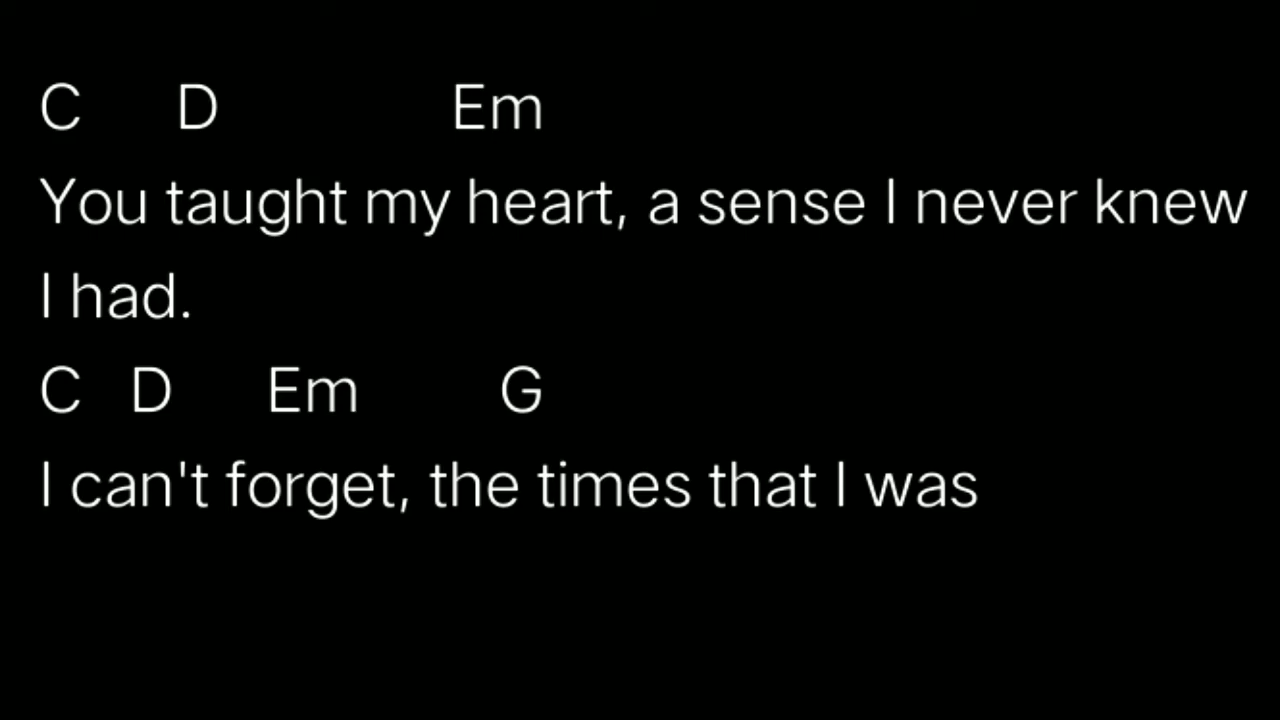 C D Em
You taught my heart, a sense I never knew
I had.
C D Em G
I can't forget, the times that I was